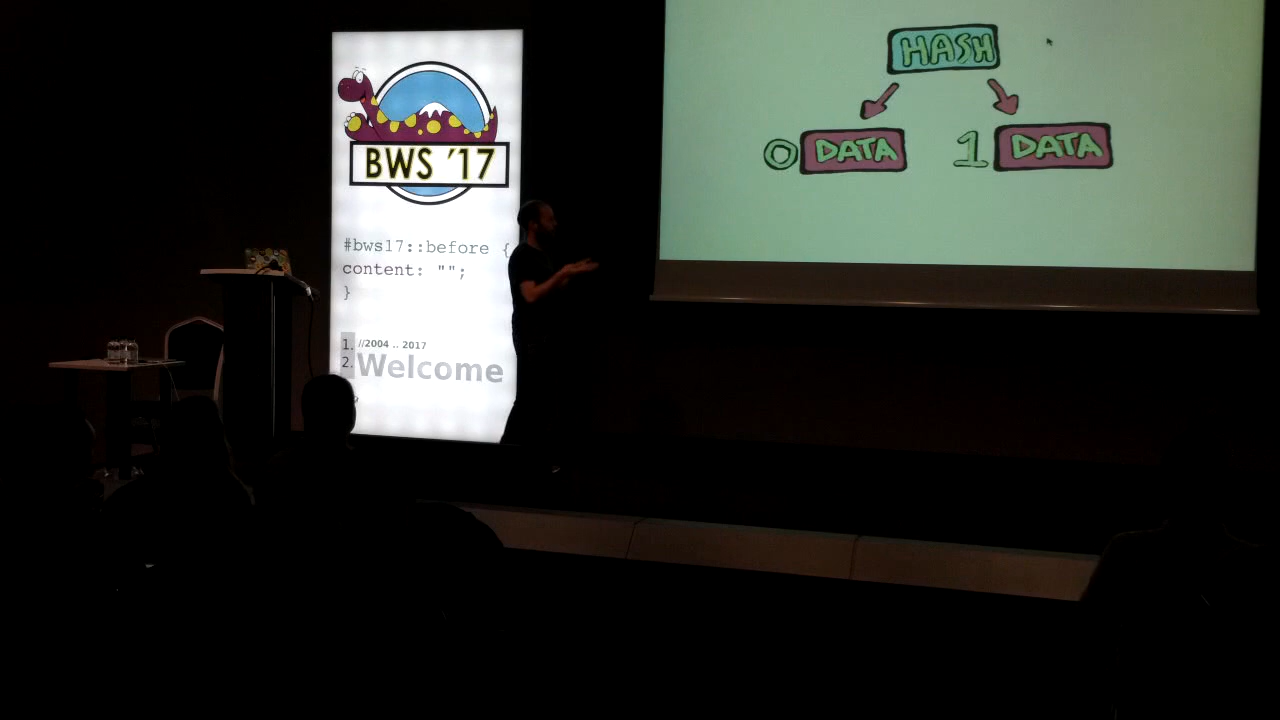 BWS '17
#bws17::before {
content: "";
}
1. //2004 .. 2017
2. Welcome
HASH
0 DATA 1 DATA